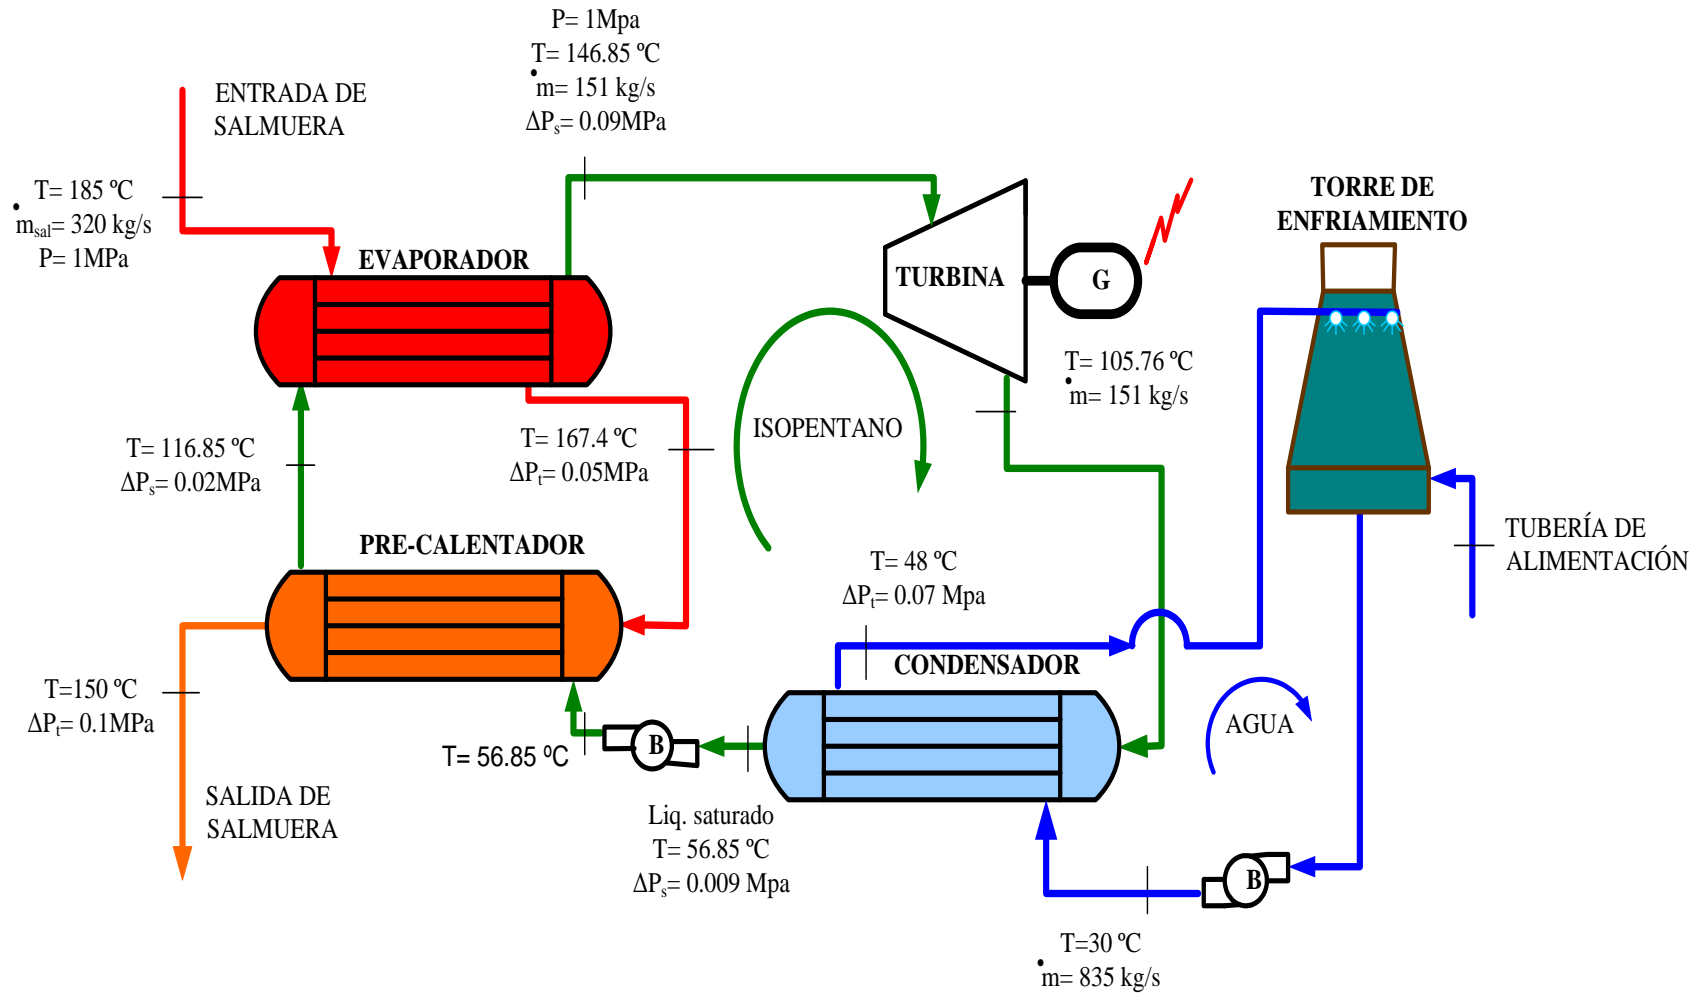 P= 1Mpa
T= 146.85 ºC
ṁ= 151 kg/s
ΔPs= 0.09MPa
ENTRADA DE
SALMUERA
T= 185 ºC
ṁsal= 320 kg/s
P= 1MPa
EVAPORADOR
TURBINA
G
TORRE DE
ENFRIAMIENTO
T= 105.76 ºC
ṁ= 151 kg/s
ISOPENTANO
T= 116.85 ºC
ΔPs= 0.02MPa
T= 167.4 ºC
ΔPt= 0.05MPa
TUBERÍA DE
ALIMENTACIÓN
PRE-CALENTADOR
T= 48 ºC
ΔPt= 0.07 Mpa
CONDENSADOR
T=150 ºC
ΔPt= 0.1MPa
AGUA
B
T= 56.85 ºC
SALIDA DE
SALMUERA
Liq. saturado
T= 56.85 ºC
ΔPs= 0.009 Mpa
B
T=30 ºC
ṁ= 835 kg/s